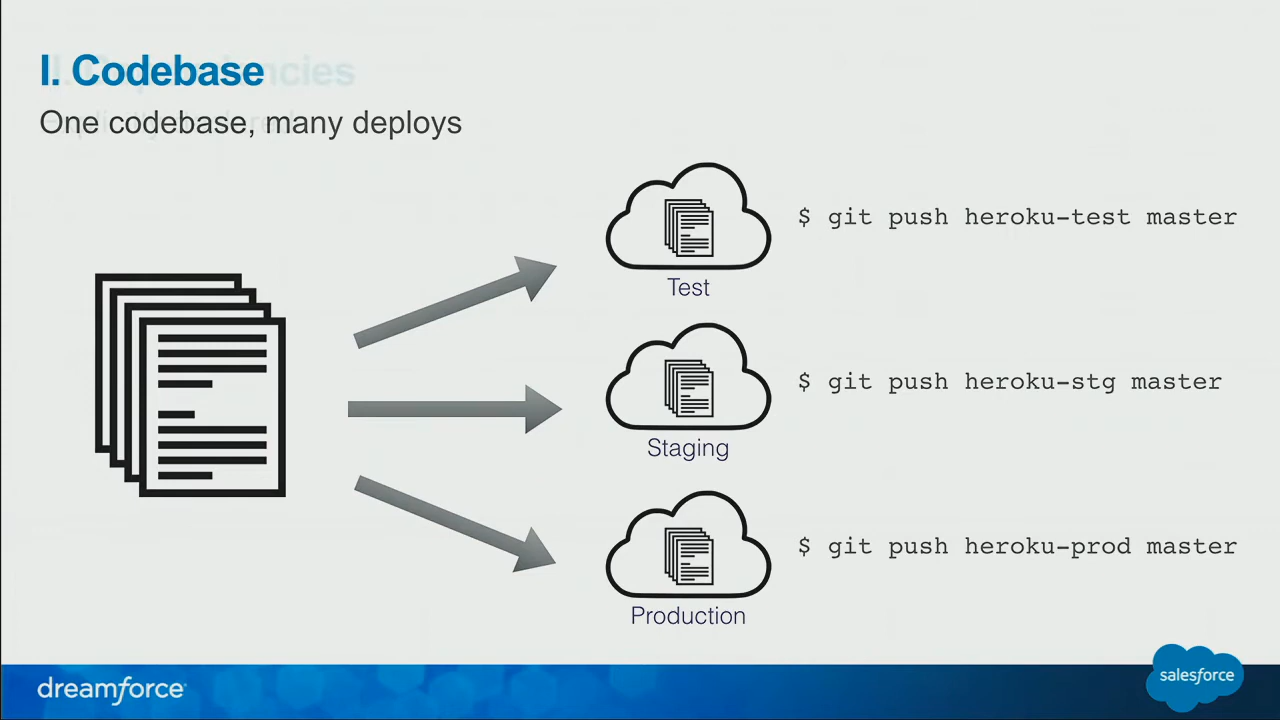 I. Codebase
One codebase, many deploys
$ git push heroku-test master
Test
$ git push heroku-stg master
Staging
$ git push heroku-prod master
Production
dreamforce
salesforce